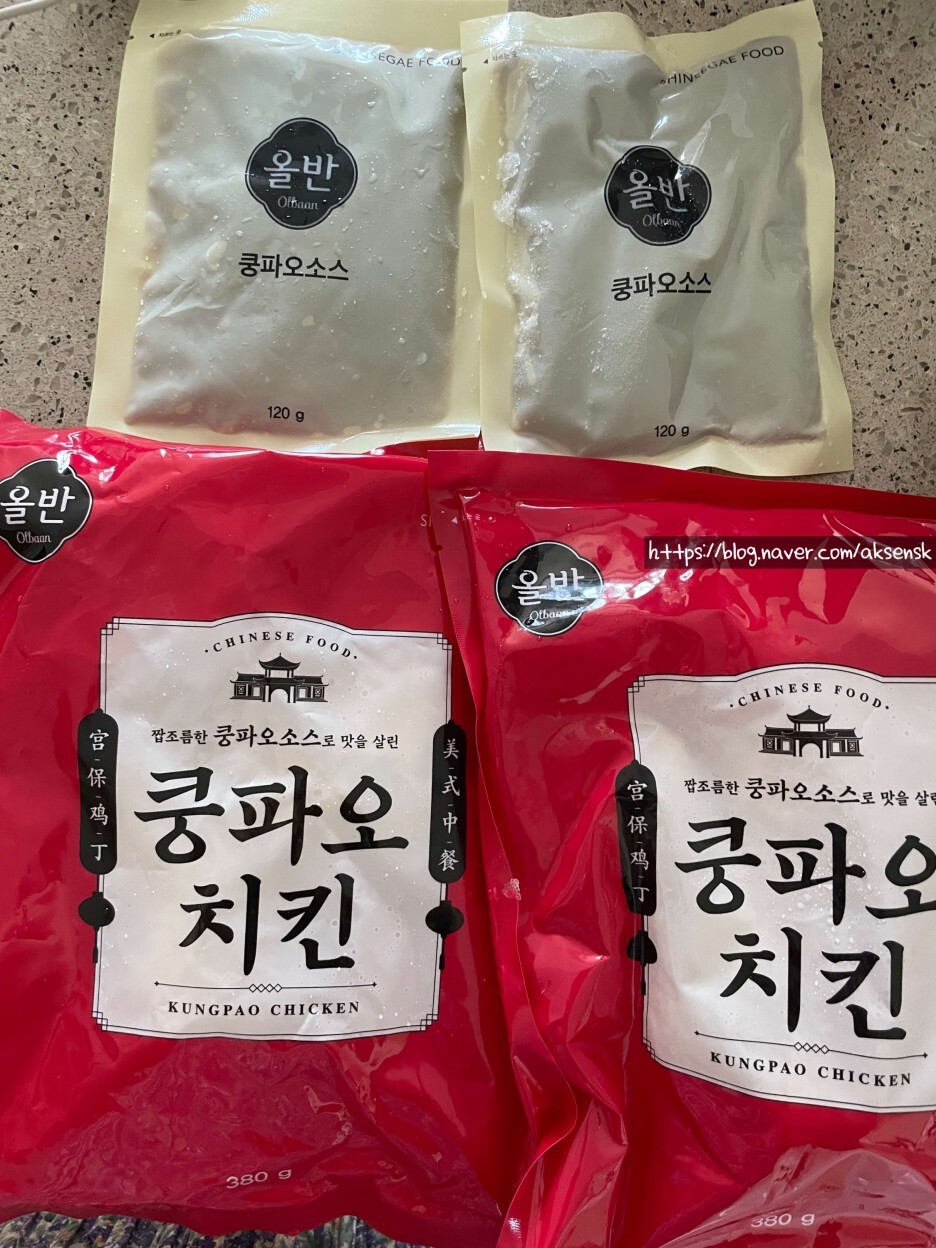 SEGAE FOOD
올반
Olbaan
쿵파오소스
120 g
SHINSEGAE FOOD
올반
Olbaan
쿵파오소스
120 g
올반
Olbaan
·CHINESE FOOD·
짭조름한 쿵파오소스로 맛을 살린
宫保鸡丁
美式中餐
쿵파오
치킨
KUNGPAO CHICKEN
380 g
https://blog.naver.com/aksensk
올반
Olbaan
·CHINESE FOOD·
짭조름한 쿵파오소스로 맛을 살린
宫保鸡丁
쿵파오
치킨
KUNGPAO CHICKEN
380 g